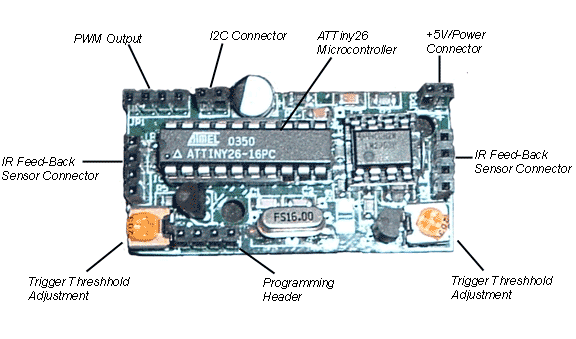 PWM Output
I2C Connector
ATTiny26
Microcontroller
+5V/Power
Connector
JP1
ATMEL 0350
ATTINY26-16PC
IR Feed-Back
Sensor Connector
IR Feed-Back
Sensor Connector
FS16.00
Trigger Threshhold
Adjustment
Programming
Header
Trigger Threshhold
Adjustment